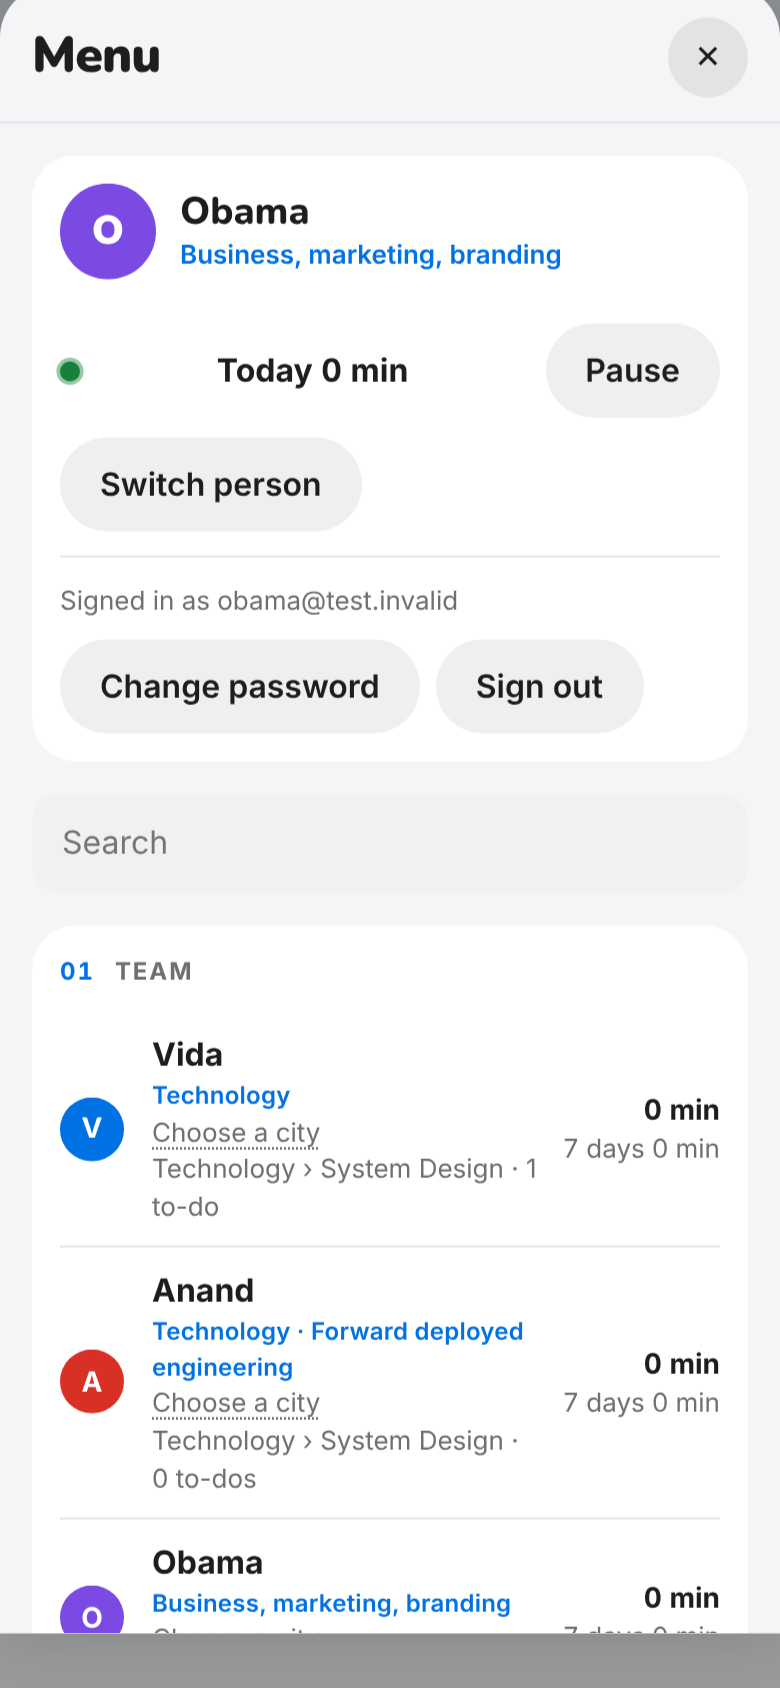 Menu
×
O
Obama
Business, marketing, branding
Today 0 min
Pause
Switch person
Signed in as obama@test.invalid
Change password
Sign out
Search
01 TEAM
V
Vida
Technology
Choose a city
Technology › System Design · 1
to-do
0 min
7 days 0 min
A
Anand
Technology · Forward deployed
engineering
Choose a city
Technology › System Design ·
0 to-dos
0 min
7 days 0 min
O
Obama
Business, marketing, branding
0 min